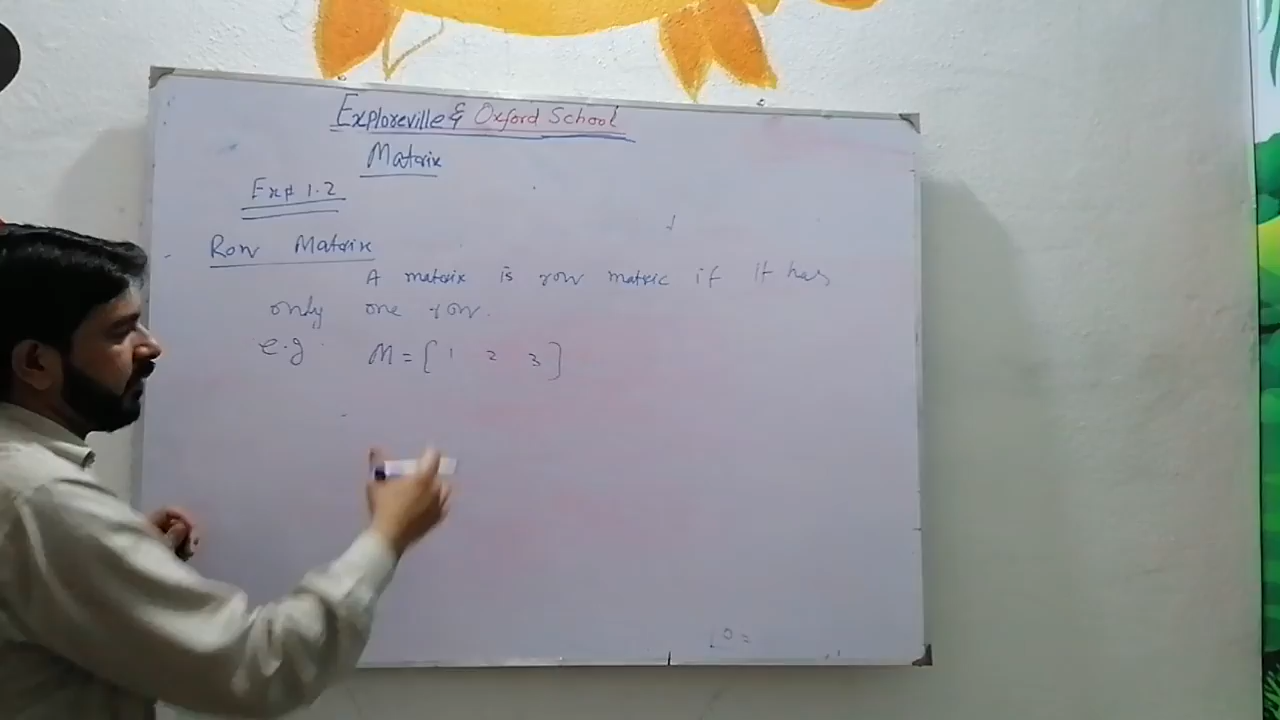 Exploreville & Oxford School
Matrix
Ex# 1.2
Row Matrix
A matrix is row matric if it has
only one row.
e.g. M = [ 1 2 3 ]